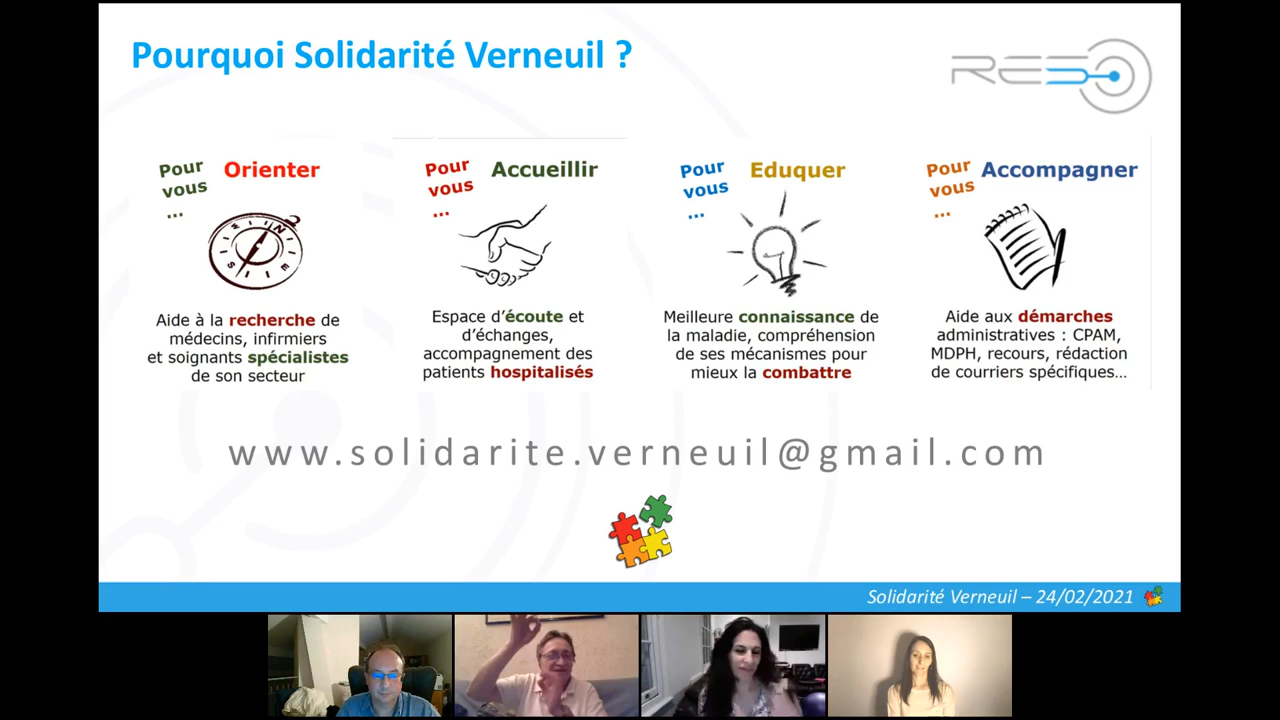 Pourquoi Solidarité Verneuil ?
RES
Pour
vous
...
Orienter
Aide à la recherche de
médecins, infirmiers
et soignants spécialistes
de son secteur
Pour
vous
...
Accueillir
Espace d'écoute et
d'échanges,
accompagnement des
patients hospitalisés
Pour
vous
...
Eduquer
Meilleure connaissance de
la maladie, compréhension
de ses mécanismes pour
mieux la combattre
Pour
vous
...
Accompagner
Aide aux démarches
administratives : CPAM,
MDPH, recours, rédaction
de courriers spécifiques...
www.solidarite.verneuil@gmail.com
Solidarité Verneuil – 24/02/2021